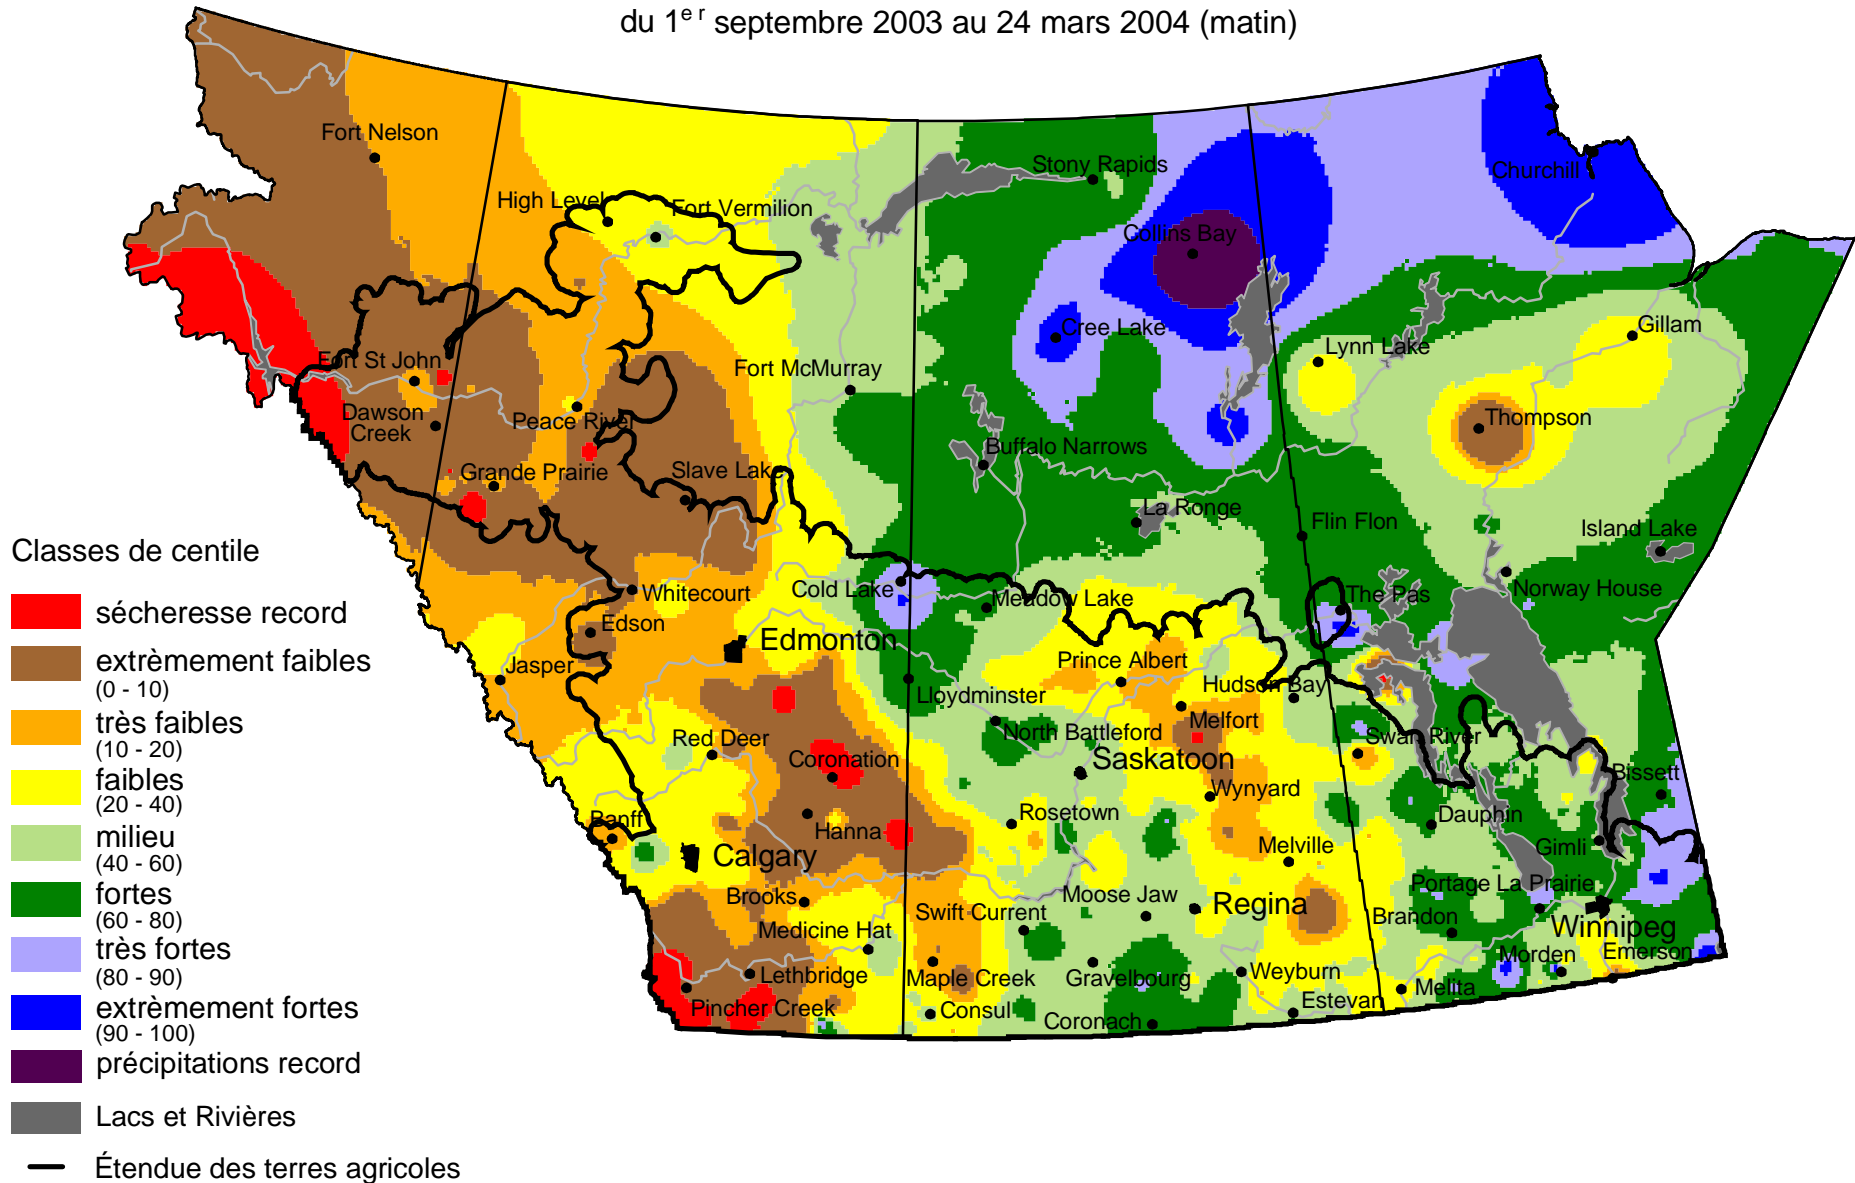 du 1er septembre 2003 au 24 mars 2004 (matin)
Fort Nelson
Stony Rapids
Churchill
High Level
Fort Vermilion
Collins Bay
Cree Lake
Gillam
Lynn Lake
Fort St John
Fort McMurray
Dawson
Creek
Peace River
Thompson
Buffalo Narrows
Grande Prairie
Slave Lake
La Ronge
Flin Flon
Island Lake
Whitecourt
Cold Lake
Meadow Lake
The Pas
Norway House
Edson
Edmonton
Jasper
Prince Albert
Hudson Bay
Lloydminster
Melfort
North Battleford
Red Deer
Swan River
Coronation
Saskatoon
Bissett
Wynyard
Banff
Hanna
Rosetown
Dauphin
Calgary
Melville
Gimli
Brooks
Moose Jaw
Portage La Prairie
Swift Current
Regina
Brandon
Medicine Hat
Winnipeg
Lethbridge
Maple Creek
Gravelbourg
Weyburn
Morden
Emerson
Pincher Creek
Consul
Coronach
Estevan
Melita
Classes de centile
sécheresse record
extrèmement faibles
(0 - 10)
très faibles
(10 - 20)
faibles
(20 - 40)
milieu
(40 - 60)
fortes
(60 - 80)
très fortes
(80 - 90)
extrèmement fortes
(90 - 100)
précipitations record
Lacs et Rivières
Étendue des terres agricoles